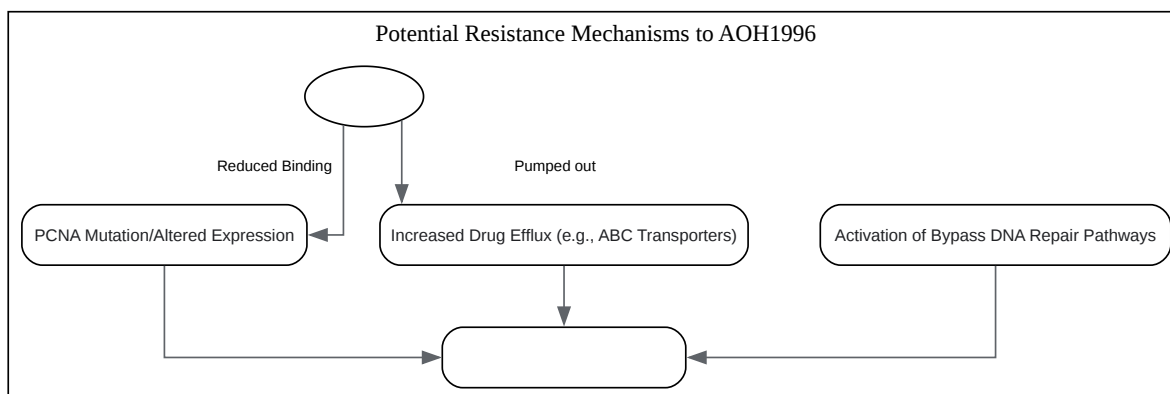 Potential Resistance Mechanisms to AOH1996
Reduced Binding
Pumped out
PCNA Mutation/Altered Expression
Increased Drug Efflux (e.g., ABC Transporters)
Activation of Bypass DNA Repair Pathways